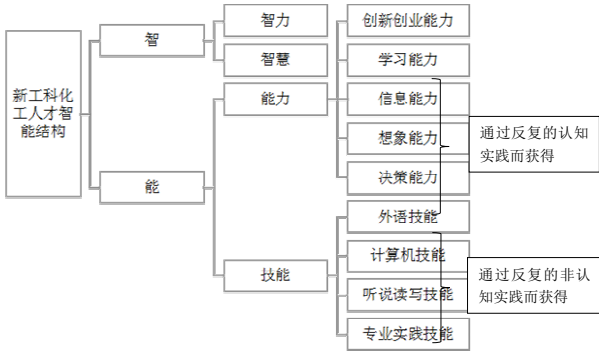 新工科化
工人才智
能结构
智
能
智力
智慧
能力
技能
创新创业能力
学习能力
信息能力
想象能力
决策能力
外语技能
计算机技能
听说读写技能
专业实践技能
通过反复的认知
实践而获得
通过反复的非认
知实践而获得